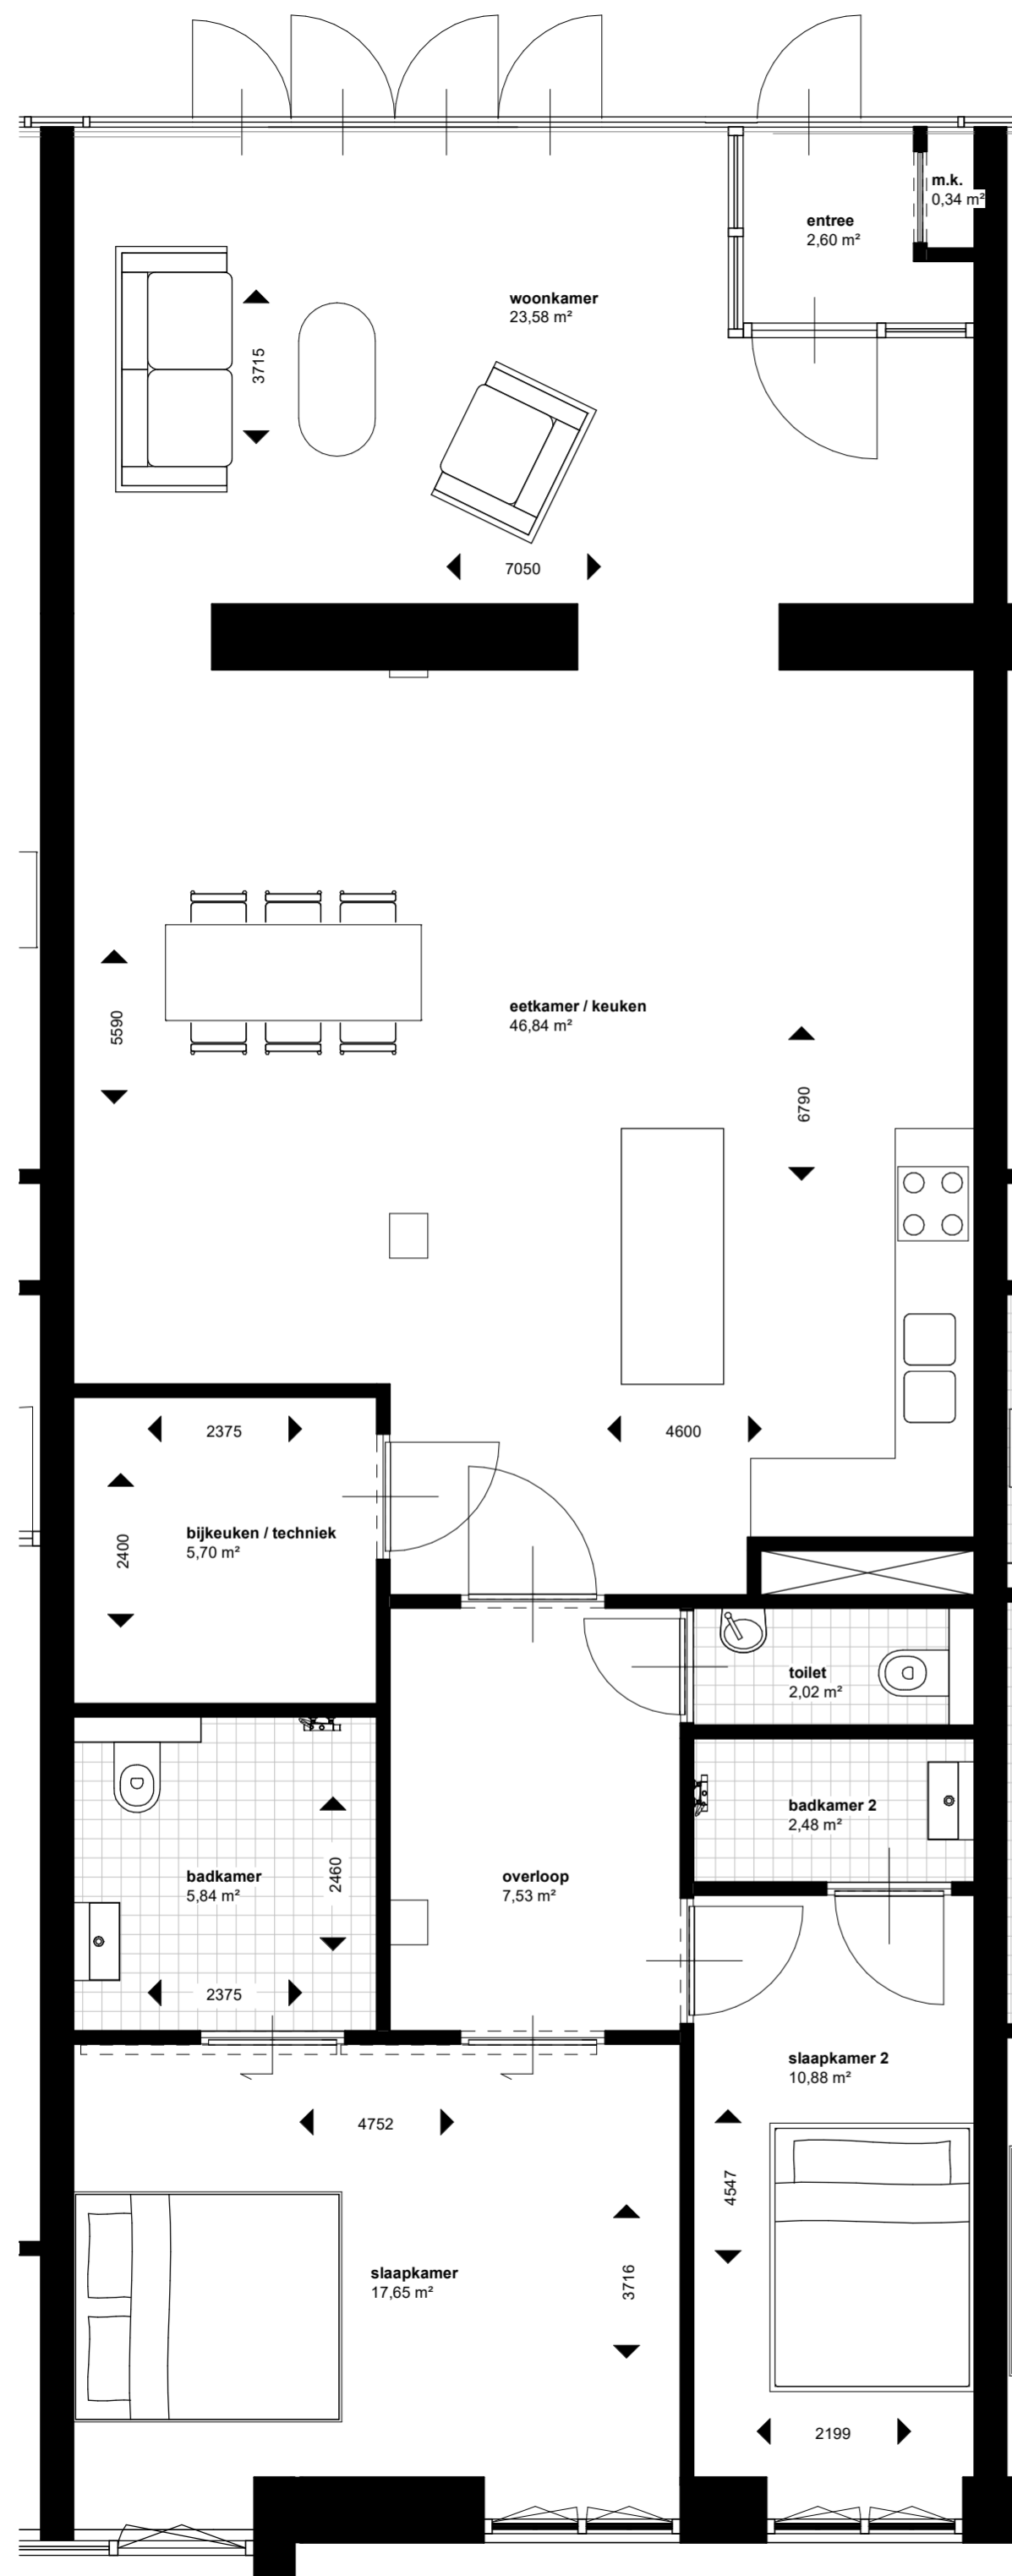 m.k.
0,34 m²
entree
2,60 m²
woonkamer
23,58 m²
3715
7050
eetkamer / keuken
46,84 m²
5590
6790
2375
4600
bijkeuken / techniek
5,70 m²
2400
toilet
2,02 m²
badkamer 2
2,48 m²
badkamer
5,84 m²
2460
overloop
7,53 m²
2375
slaapkamer 2
10,88 m²
4752
4547
slaapkamer
17,65 m²
3716
2199